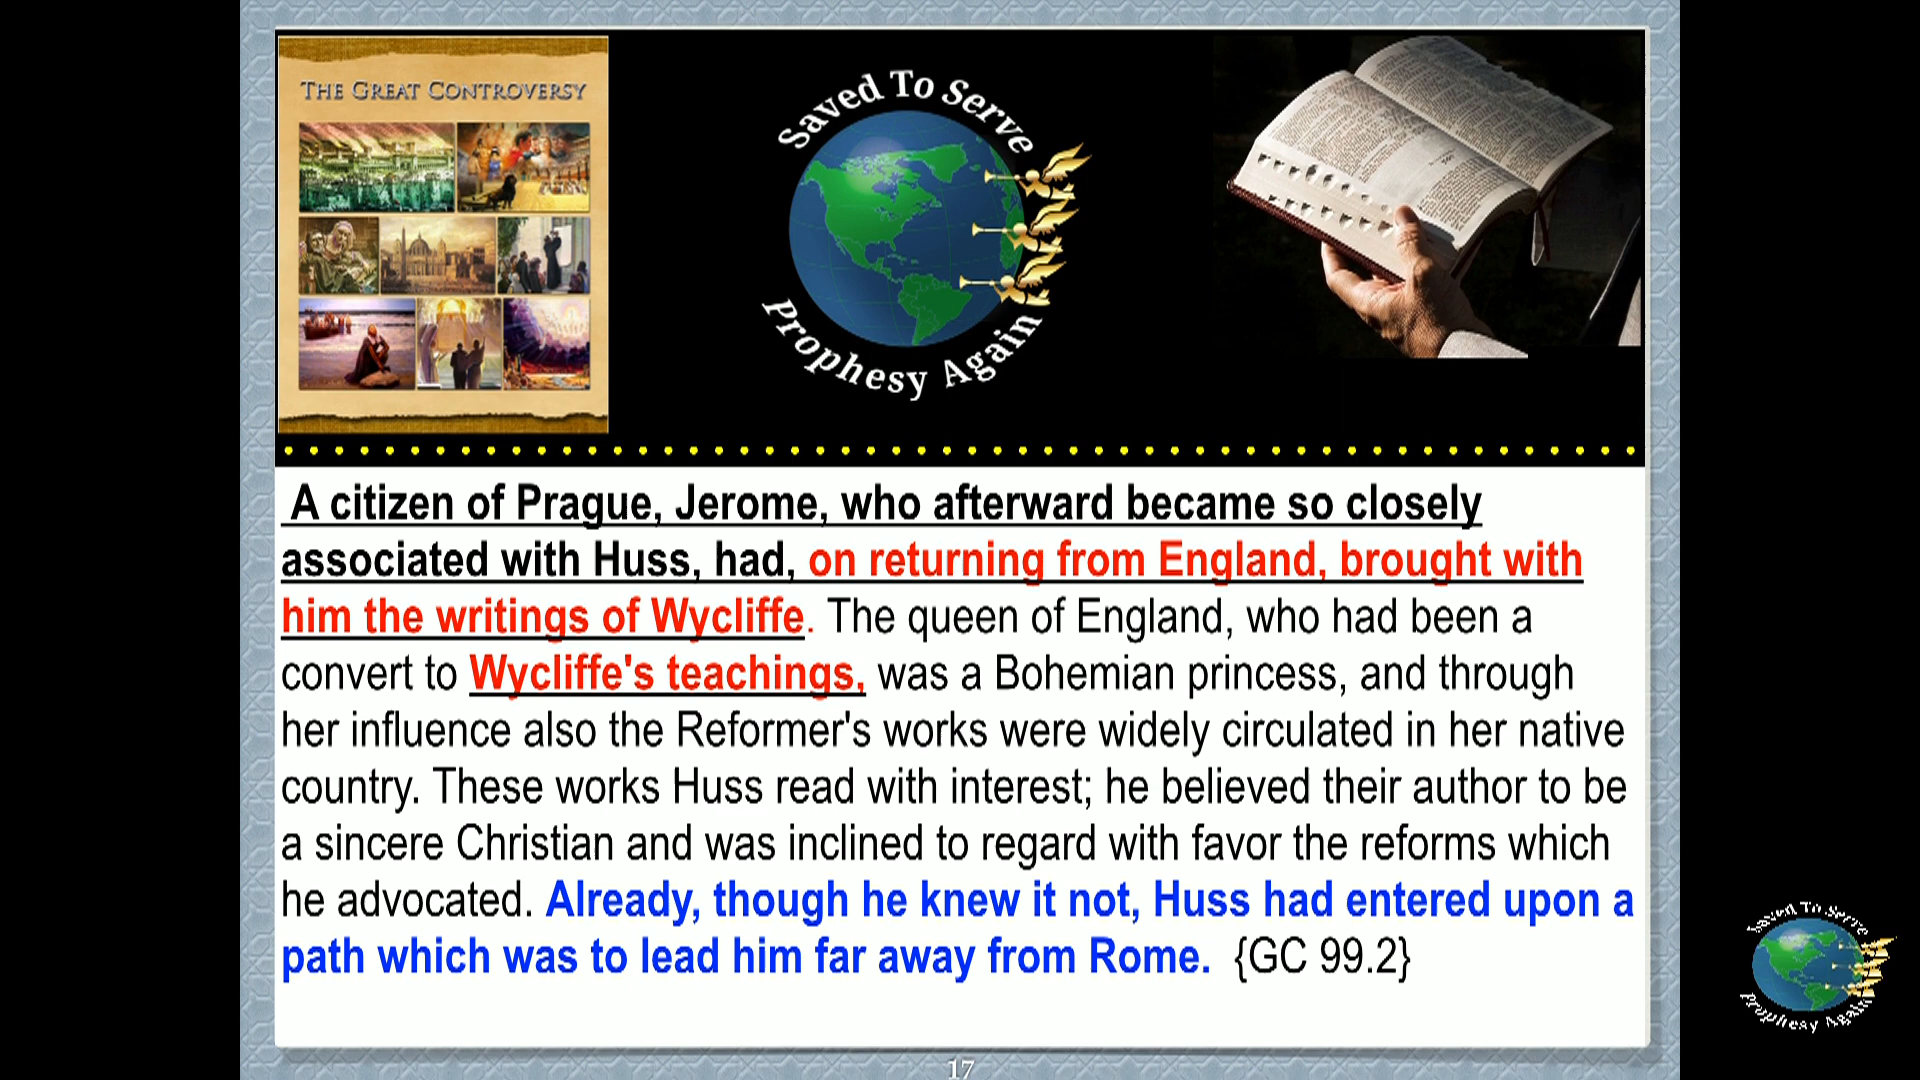 THE GREAT CONTROVERSY
Saved To Serve
Prophesy Again
A citizen of Prague, Jerome, who afterward became so closely
associated with Huss, had, on returning from England, brought with
him the writings of Wycliffe. The queen of England, who had been a
convert to Wycliffe's teachings, was a Bohemian princess, and through
her influence also the Reformer's works were widely circulated in her native
country. These works Huss read with interest; he believed their author to be
a sincere Christian and was inclined to regard with favor the reforms which
he advocated. Already, though he knew it not, Huss had entered upon a
path which was to lead him far away from Rome. {GC 99.2}
Saved To Serve
Prophesy Again
17